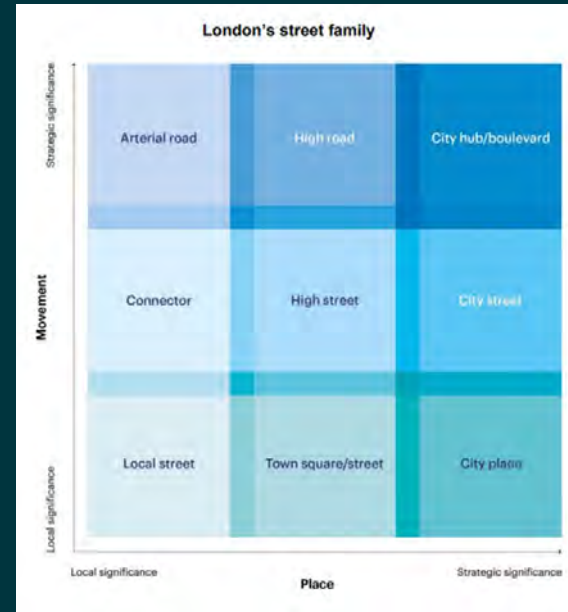 London's street family
Strategic significance
Movement
Local significance
Arterial road
High road
City hub/boulevard
Connector
High street
City street
Local street
Town square/street
City place
Local significance
Strategic significance
Place